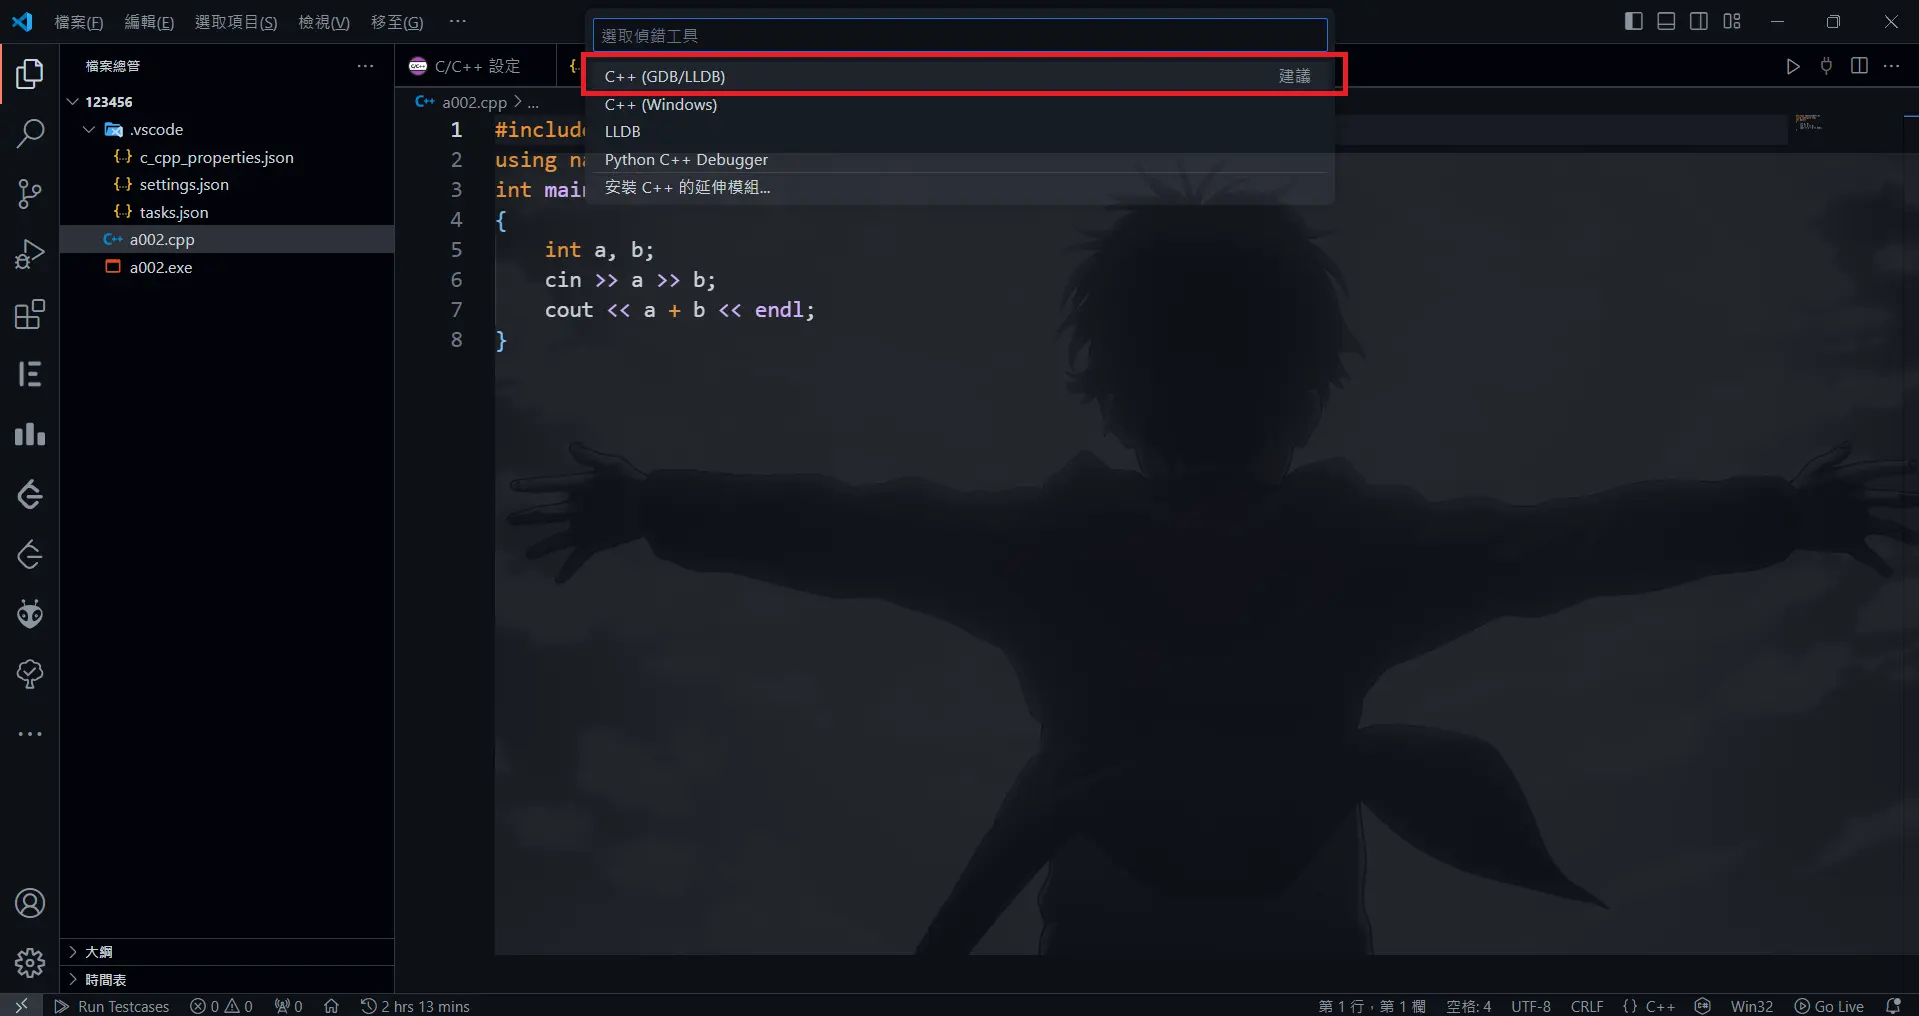 檔案(F) 編輯(E) 選取項目(S) 檢視(V) 移至(G) ...
選取偵錯工具
C++ (GDB/LLDB) 建議
C++ (Windows)
LLDB
Python C++ Debugger
安裝 C++ 的延伸模組...
檔案總管
123456
.vscode
c_cpp_properties.json
settings.json
tasks.json
a002.cpp
a002.exe
大綱
時間表
C/C++ 設定
a002.cpp > ...
1 #include
2 using na
3 int main
4 {
5 int a, b;
6 cin >> a >> b;
7 cout << a + b << endl;
8 }
Run Testcases 0 0 0 2 hrs 13 mins
第 1 行，第 1 欄 空格: 4 UTF-8 CRLF {} C++ Win32 Go Live